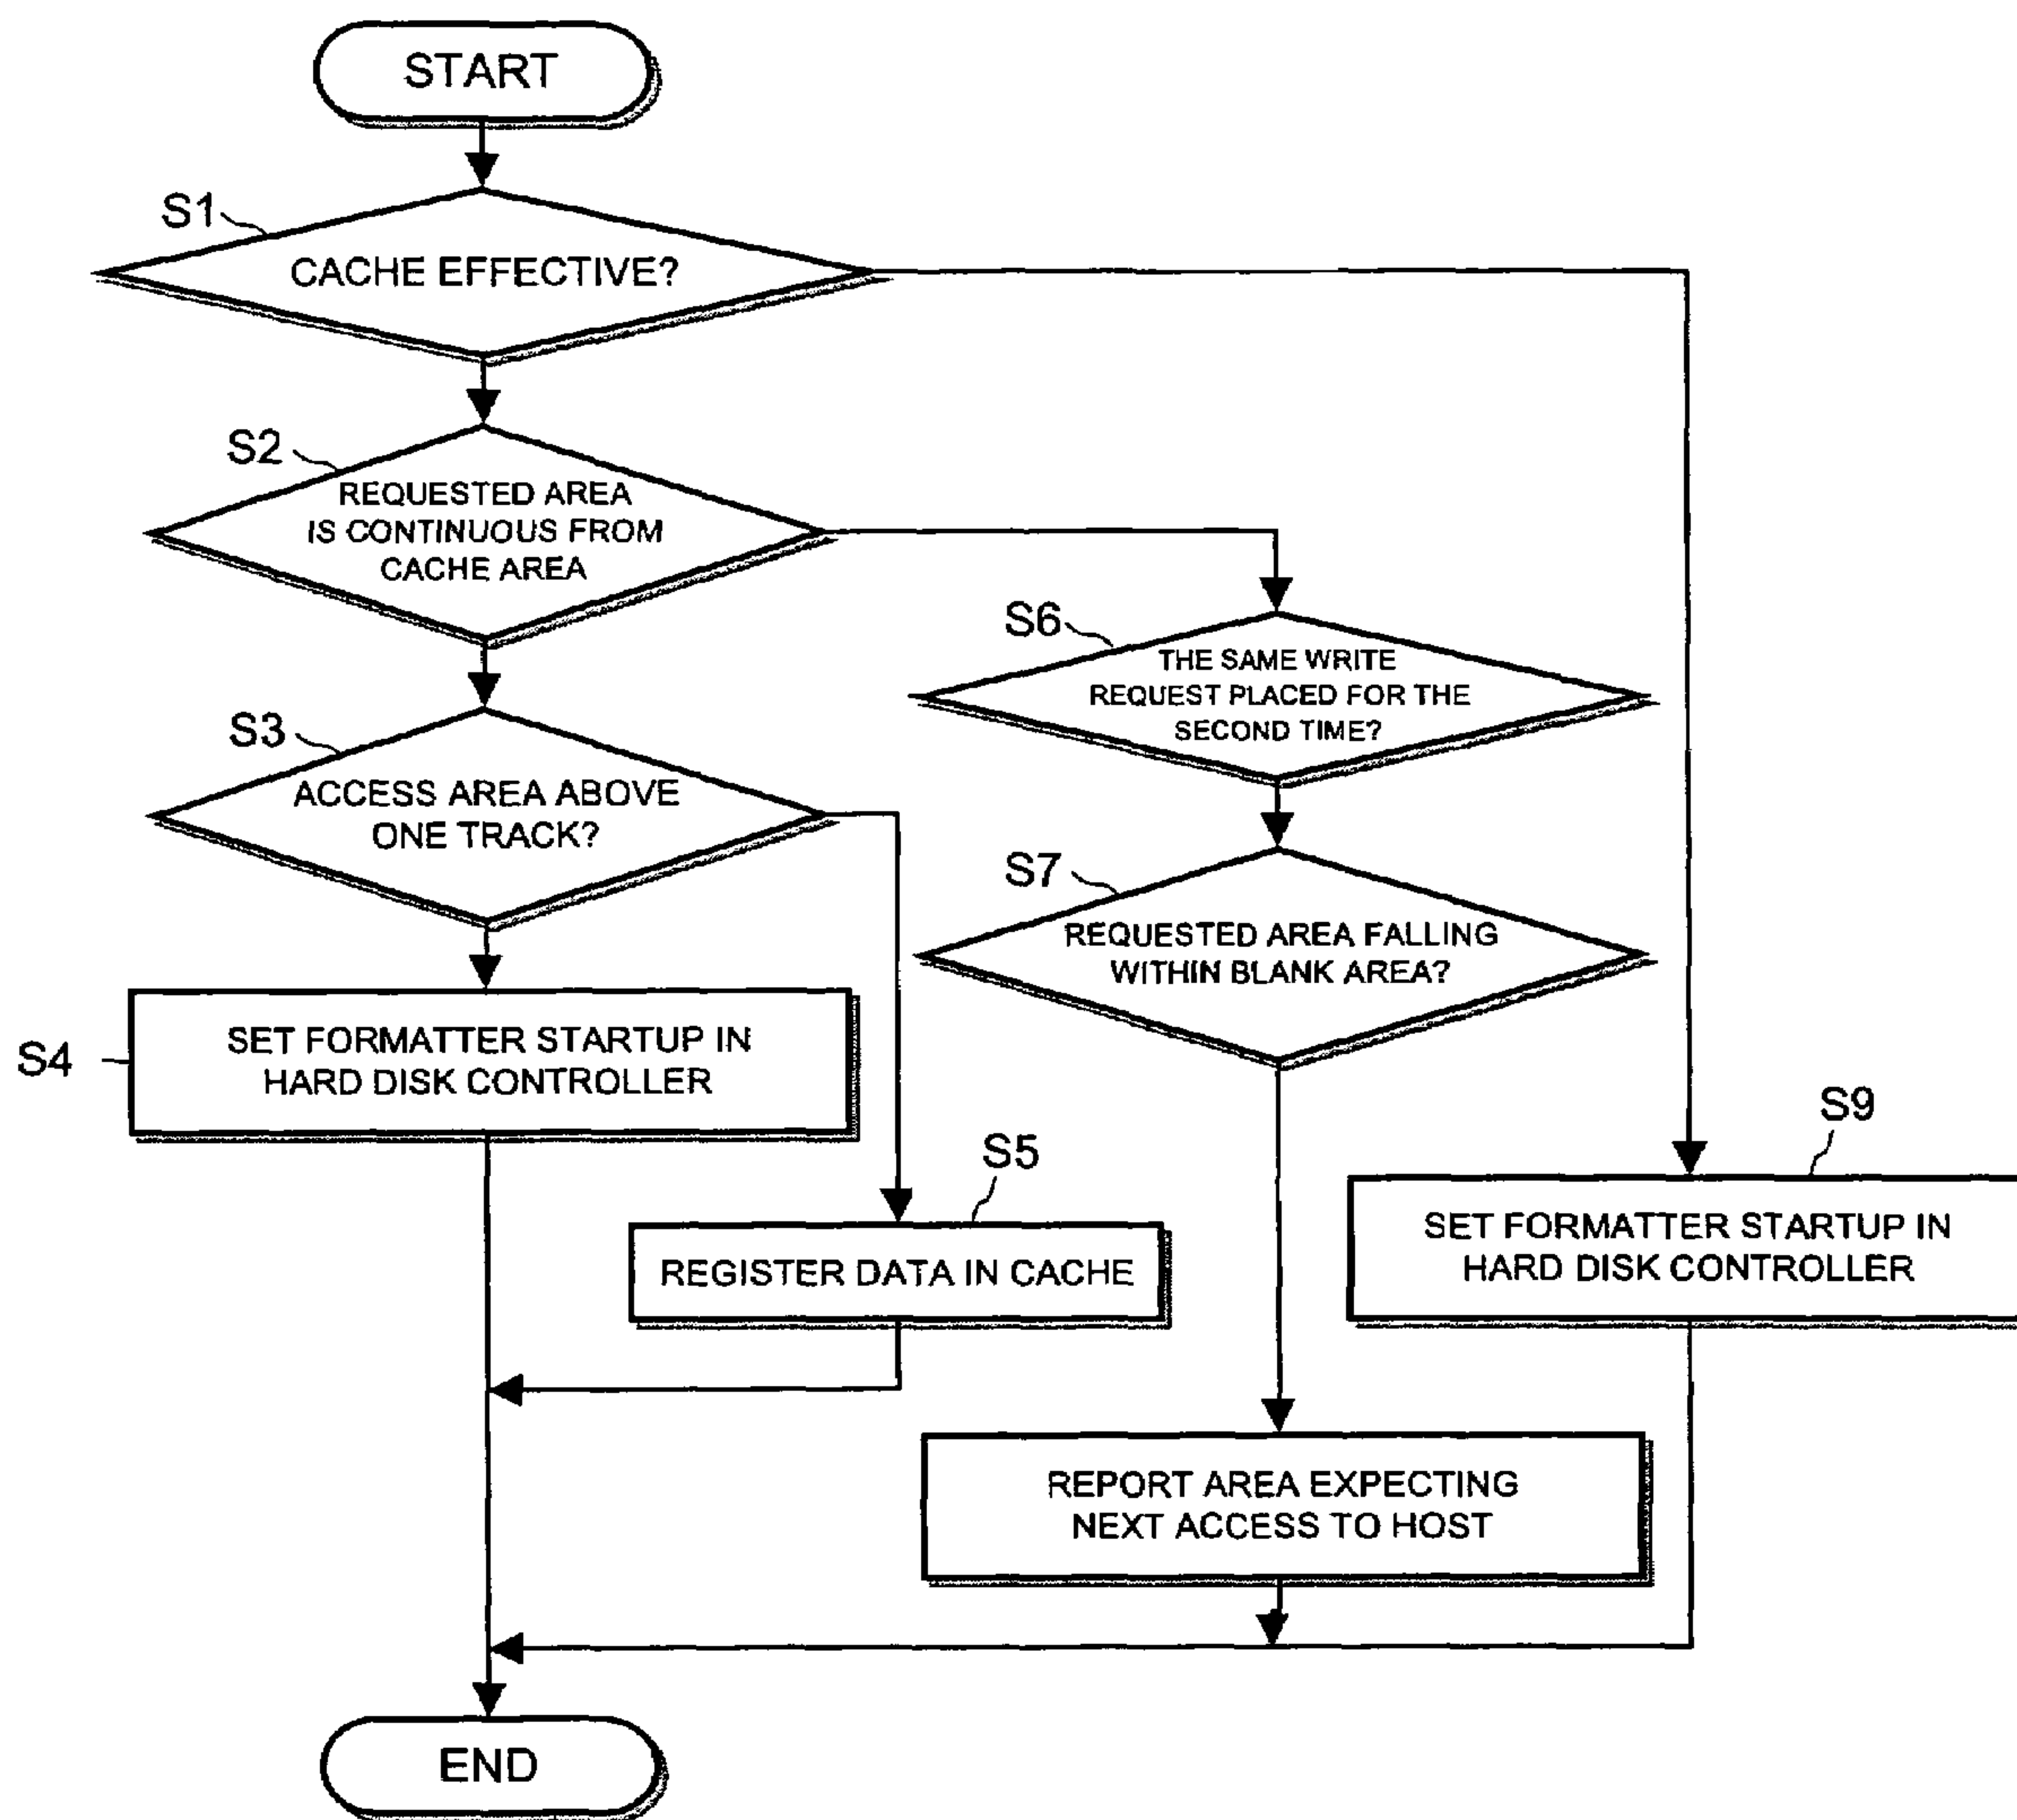 START
S1
CACHE EFFECTIVE?
S2
REQUESTED AREA
IS CONTINUOUS FROM
CACHE AREA
S6
THE SAME WRITE
REQUEST PLACED FOR THE
SECOND TIME?
S3
ACCESS AREA ABOVE
ONE TRACK?
S7
REQUESTED AREA FALLING
WITHIN BLANK AREA?
S4
SET FORMATTER STARTUP IN
HARD DISK CONTROLLER
S5
REGISTER DATA IN CACHE
S9
SET FORMATTER STARTUP IN
HARD DISK CONTROLLER
REPORT AREA EXPECTING
NEXT ACCESS TO HOST
END